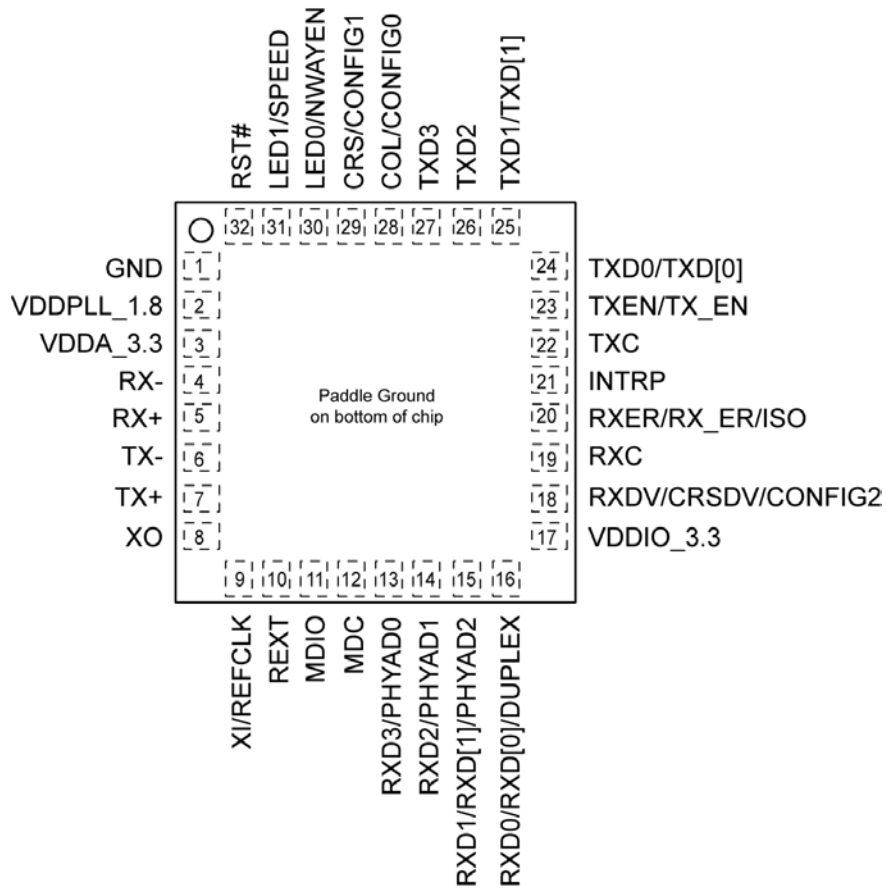 RST#
LED1/SPEED
LED0/NWAYEN
CRS/CONFIG1
COL/CONFIG0
TXD3
TXD2
TXD1/TXD[1]
32 31 30 29 28 27 26 25
GND 1
VDDPLL_1.8 2
VDDA_3.3 3
RX- 4
RX+ 5
TX- 6
TX+ 7
XO 8
Paddle Ground
on bottom of chip
24 TXD0/TXD[0]
23 TXEN/TX_EN
22 TXC
21 INTRP
20 RXER/RX_ER/ISO
19 RXC
18 RXDV/CRSDV/CONFIG2
17 VDDIO_3.3
9 10 11 12 13 14 15 16
XI/REFCLK
REXT
MDIO
MDC
RXD3/PHYAD0
RXD2/PHYAD1
RXD1/RXD[1]/PHYAD2
RXD0/RXD[0]/DUPLEX